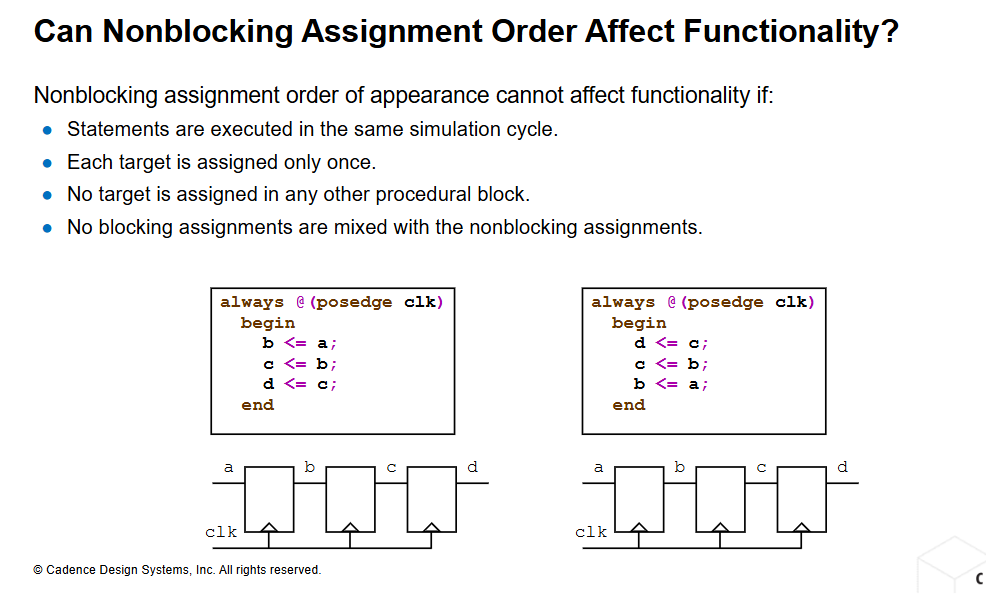 Can Nonblocking Assignment Order Affect Functionality?
Nonblocking assignment order of appearance cannot affect functionality if:
• Statements are executed in the same simulation cycle.
• Each target is assigned only once.
• No target is assigned in any other procedural block.
• No blocking assignments are mixed with the nonblocking assignments.
always @(posedge clk)
begin
b <= a;
c <= b;
d <= c;
end
always @(posedge clk)
begin
d <= c;
c <= b;
b <= a;
end
a b c d
clk
a b c d
clk
© Cadence Design Systems, Inc. All rights reserved.
c